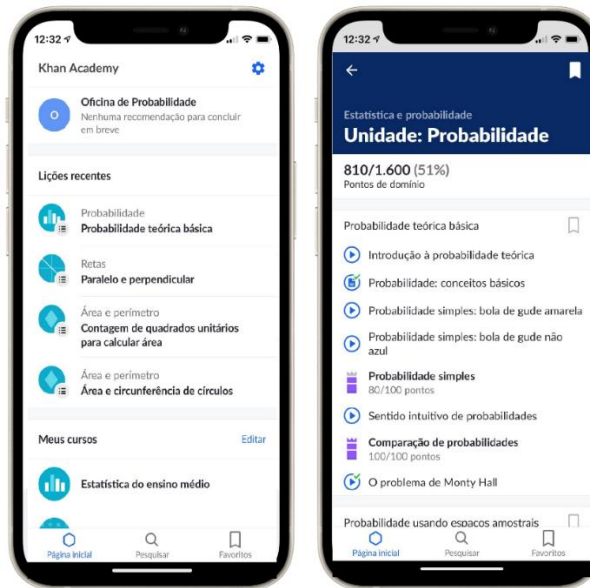 12:32
Khan Academy
O
Oficina de Probabilidade
Nenhuma recomendação para concluir
em breve
Lições recentes
Probabilidade
Probabilidade teórica básica
Retas
Paralelo e perpendicular
Área e perímetro
Contagem de quadrados unitários
para calcular área
Área e perímetro
Área e circunferência de círculos
Meus cursos
Editar
Estatística do ensino médio
Página inicial
Pesquisar
Favoritos
12:32
Estatística e probabilidade
Unidade: Probabilidade
810/1.600 (51%)
Pontos de domínio
Probabilidade teórica básica
Introdução à probabilidade teórica
Probabilidade: conceitos básicos
Probabilidade simples: bola de gude amarela
Probabilidade simples: bola de gude não
azul
Probabilidade simples
80/100 pontos
Sentido intuitivo de probabilidades
Comparação de probabilidades
100/100 pontos
O problema de Monty Hall
Probabilidade usando espaços amostrais
Página inicial
Pesquisar
Favoritos